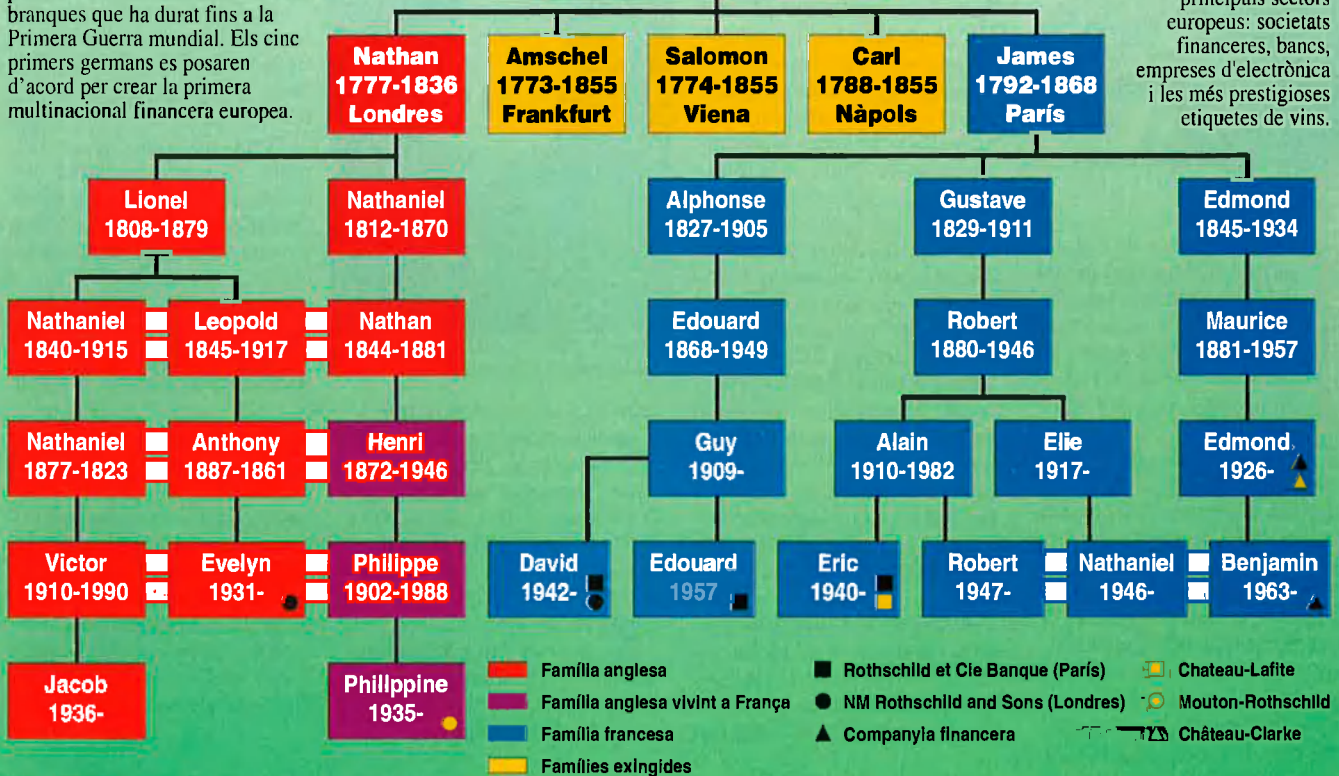 branques que ha durat fins a la
Primera Guerra mundial. Els cinc
primers germans es posaren
d'acord per crear la primera
multinacional financera europea.
principals sectors
europeus: societats
financeres, bancs,
empreses d'electrònica
i les més prestigioses
etiquetes de vins.
Nathan
1777-1836
Londres
Amschel
1773-1855
Frankfurt
Salomon
1774-1855
Viena
Carl
1788-1855
Nàpols
James
1792-1868
París
Lionel
1808-1879
Nathaniel
1812-1870
Alphonse
1827-1905
Gustave
1829-1911
Edmond
1845-1934
Nathaniel
1840-1915
Leopold
1845-1917
Nathan
1844-1881
Edouard
1868-1949
Robert
1880-1946
Maurice
1881-1957
Nathaniel
1877-1823
Anthony
1887-1861
Henri
1872-1946
Guy
1909-
Alain
1910-1982
Elie
1917-
Edmond
1926-
Victor
1910-1990
Evelyn
1931-
Philippe
1902-1988
David
1942-
Edouard
1957
Eric
1940-
Robert
1947-
Nathaniel
1946-
Benjamin
1963-
Jacob
1936-
Philippine
1935-
Família anglesa
Família anglesa vivint a França
Família francesa
Famílies exingides
Rothschild et Cie Banque (París)
NM Rothschild and Sons (Londres)
Companyia financera
Chateau-Lafite
Mouton-Rothschild
Château-Clarke